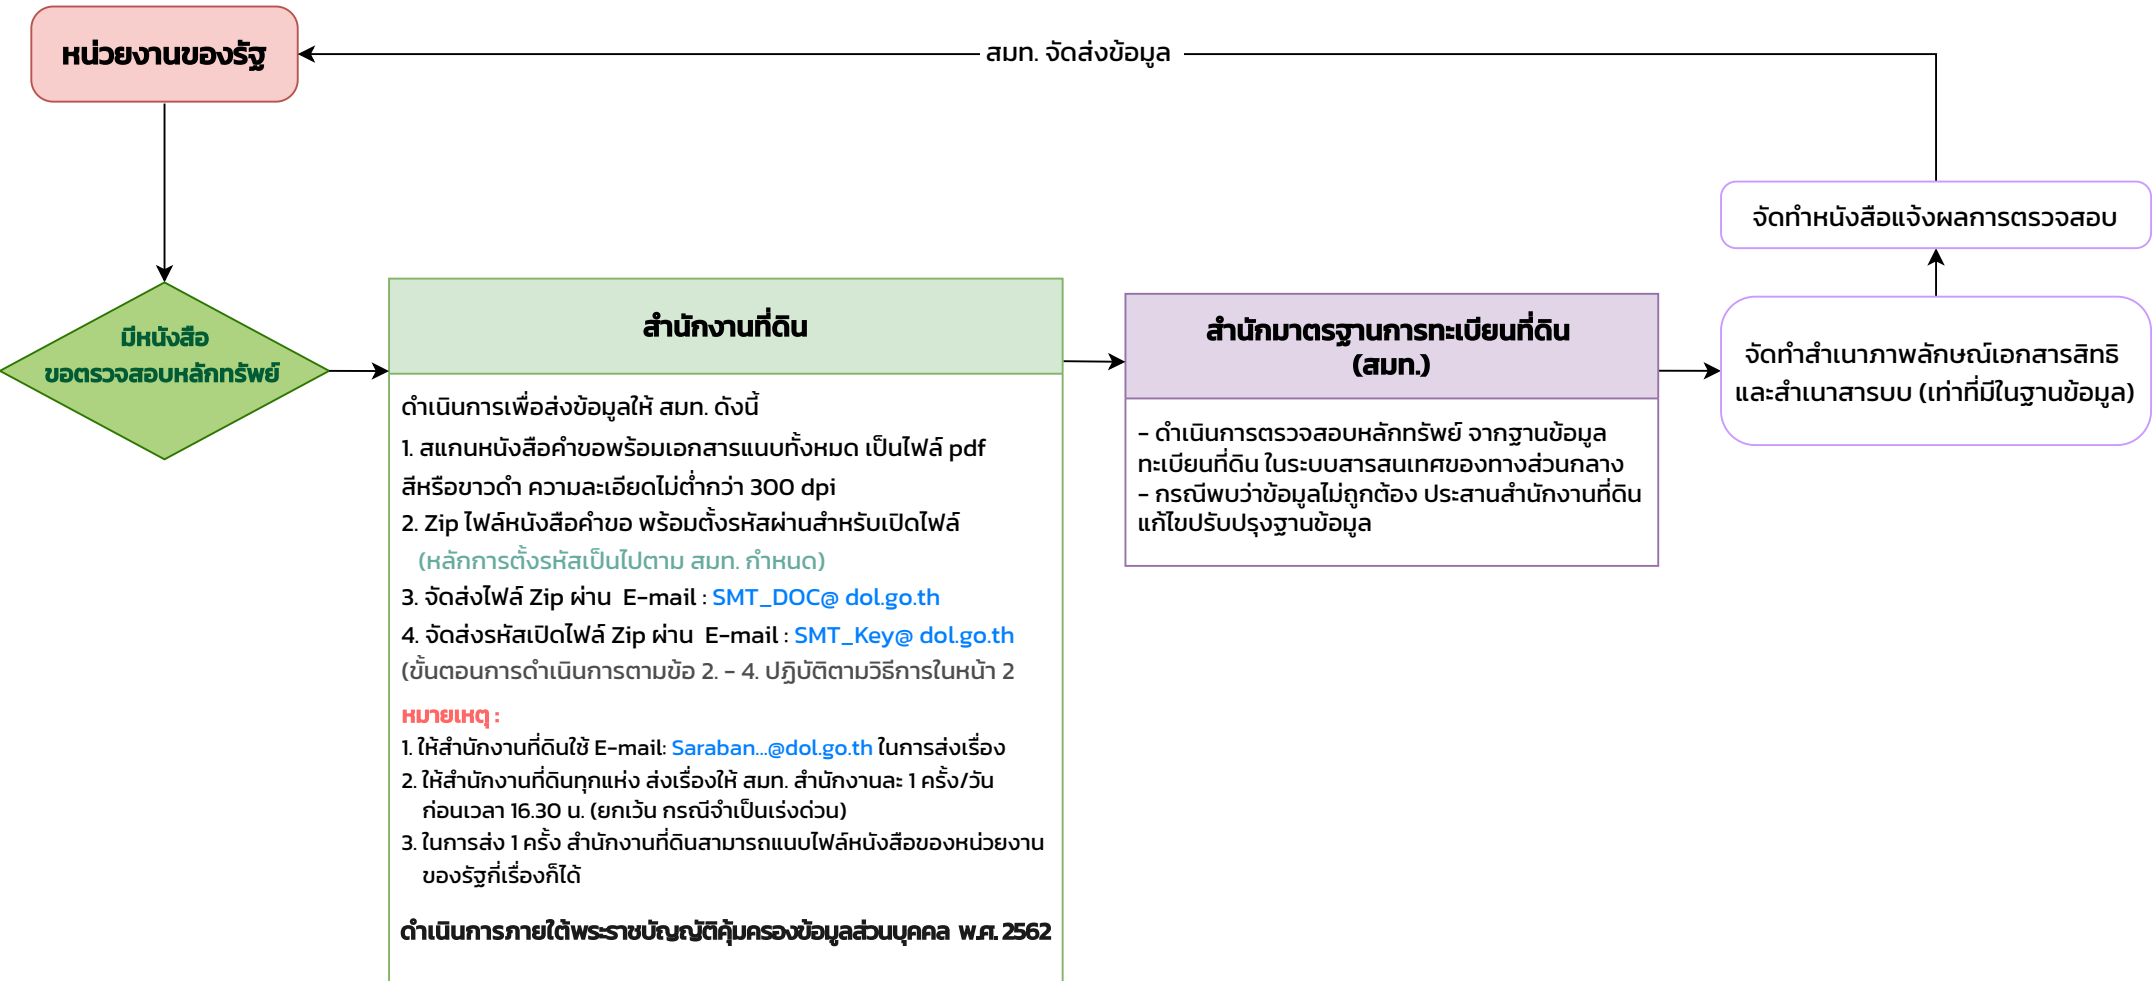 หน่วยงานของรัฐ
สมท. จัดส่งข้อมูล
มีหนังสือ
ขอตรวจสอบหลักทรัพย์
สำนักงานที่ดิน
ดำเนินการเพื่อส่งข้อมูลให้ สมท. ดังนี้
1. สแกนหนังสือคำขอพร้อมเอกสารแนบทั้งหมด เป็นไฟล์ pdf
สีหรือขาวดำ ความละเอียดไม่ต่ำกว่า 300 dpi
2. Zip ไฟล์หนังสือคำขอ พร้อมตั้งรหัสผ่านสำหรับเปิดไฟล์
(หลักการตั้งรหัสเป็นไปตาม สมท. กำหนด)
3. จัดส่งไฟล์ Zip ผ่าน E-mail : SMT_DOC@ dol.go.th
4. จัดส่งรหัสเปิดไฟล์ Zip ผ่าน E-mail : SMT_Key@ dol.go.th
(ขั้นตอนการดำเนินการตามข้อ 2. - 4. ปฏิบัติตามวิธีการในหน้า 2
หมายเหตุ :
1. ให้สำนักงานที่ดินใช้ E-mail: Saraban...@dol.go.th ในการส่งเรื่อง
2. ให้สำนักงานที่ดินทุกแห่ง ส่งเรื่องให้ สมท. สำนักงานละ 1 ครั้ง/วัน
ก่อนเวลา 16.30 น. (ยกเว้น กรณีจำเป็นเร่งด่วน)
3. ในการส่ง 1 ครั้ง สำนักงานที่ดินสามารถแนบไฟล์หนังสือของหน่วยงาน
ของรัฐกี่เรื่องก็ได้
ดำเนินการภายใต้พระราชบัญญัติคุ้มครองข้อมูลส่วนบุคคล พ.ศ. 2562
สำนักมาตรฐานการทะเบียนที่ดิน
(สมท.)
- ดำเนินการตรวจสอบหลักทรัพย์ จากฐานข้อมูล
ทะเบียนที่ดิน ในระบบสารสนเทศของทางส่วนกลาง
- กรณีพบว่าข้อมูลไม่ถูกต้อง ประสานสำนักงานที่ดิน
แก้ไขปรับปรุงฐานข้อมูล
จัดทำหนังสือแจ้งผลการตรวจสอบ
จัดทำสำเนาภาพลักษณ์เอกสารสิทธิ
และสำเนาสารบบ (เท่าที่มีในฐานข้อมูล)